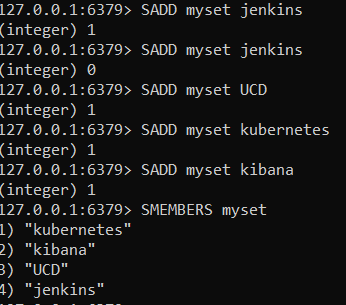 127.0.0.1:6379> SADD myset jenkins
(integer) 1
127.0.0.1:6379> SADD myset jenkins
(integer) 0
127.0.0.1:6379> SADD myset UCD
(integer) 1
127.0.0.1:6379> SADD myset kubernetes
(integer) 1
127.0.0.1:6379> SADD myset kibana
(integer) 1
127.0.0.1:6379> SMEMBERS myset
1) "kubernetes"
2) "kibana"
3) "UCD"
4) "jenkins"